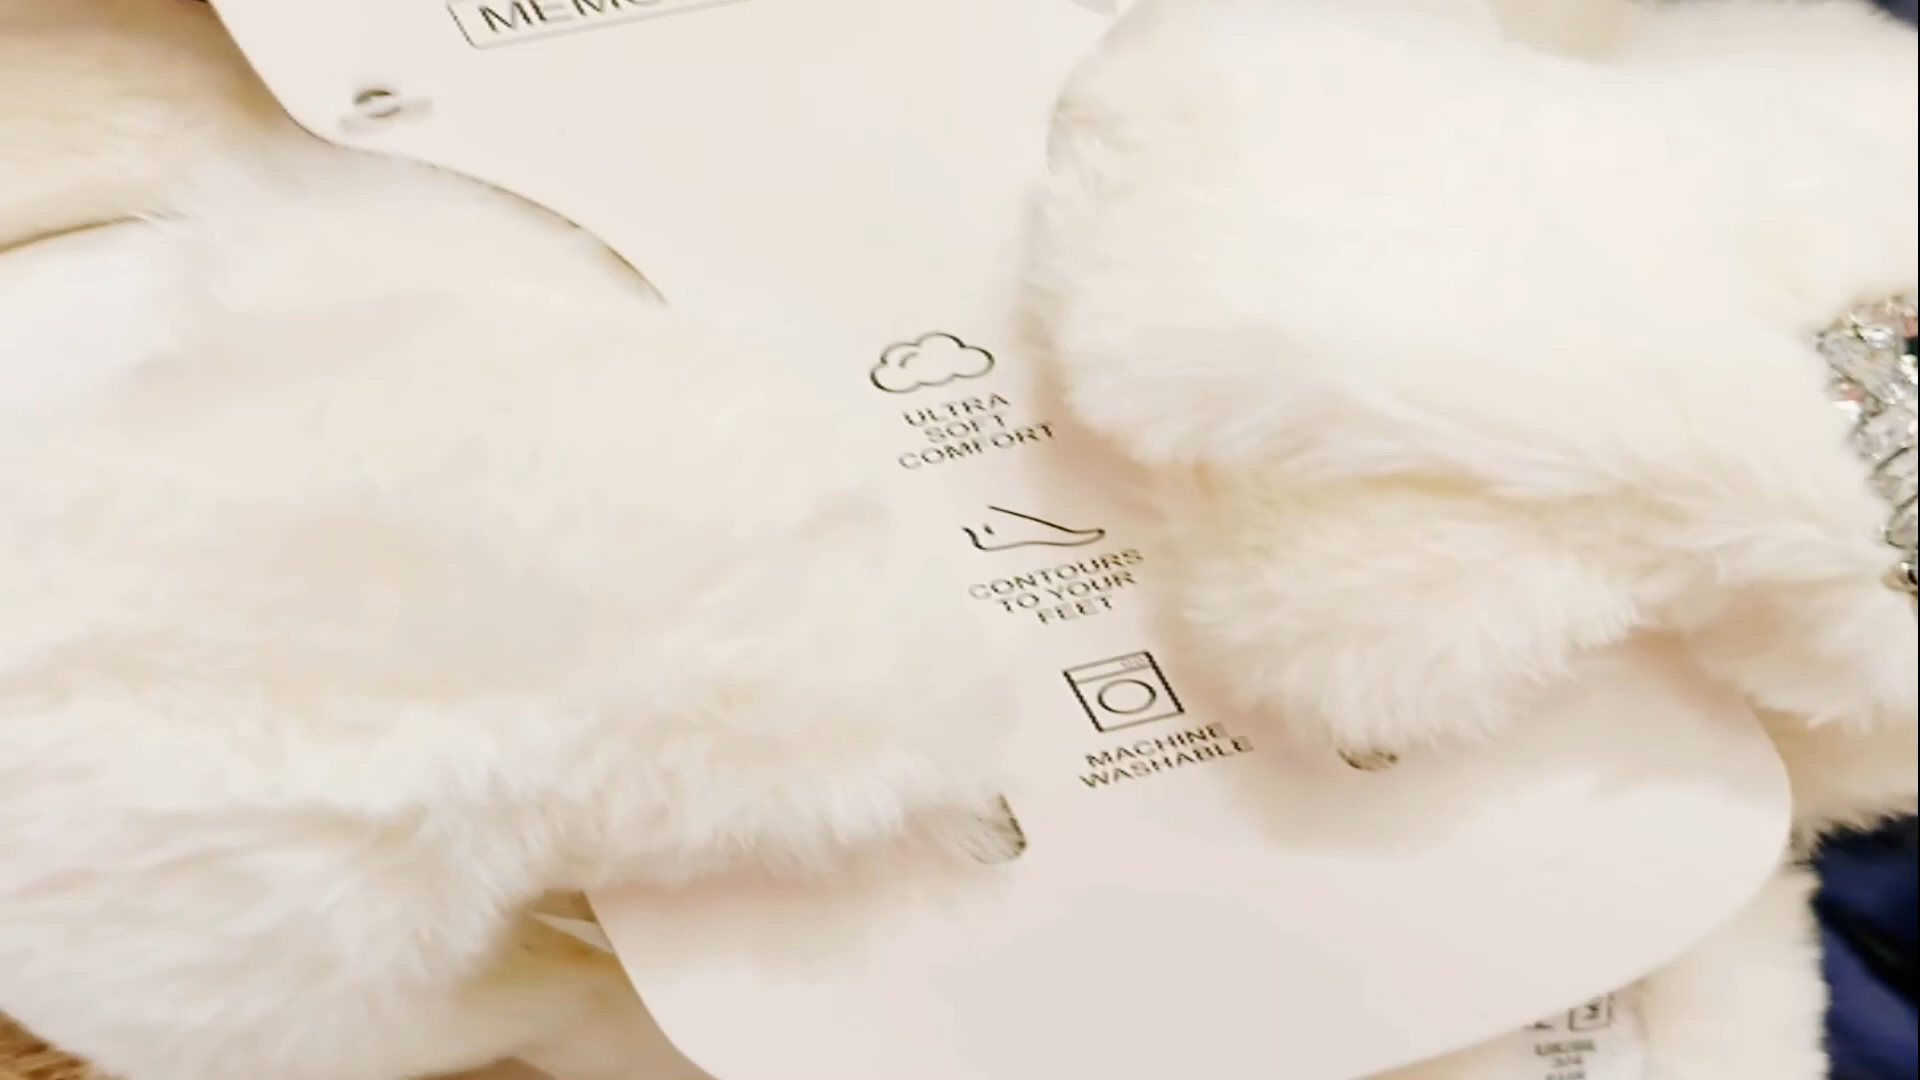 ULTRA
SOFT
COMFORT
CONTOURS
TO YOUR
FEET
MACHINE
WASHABLE